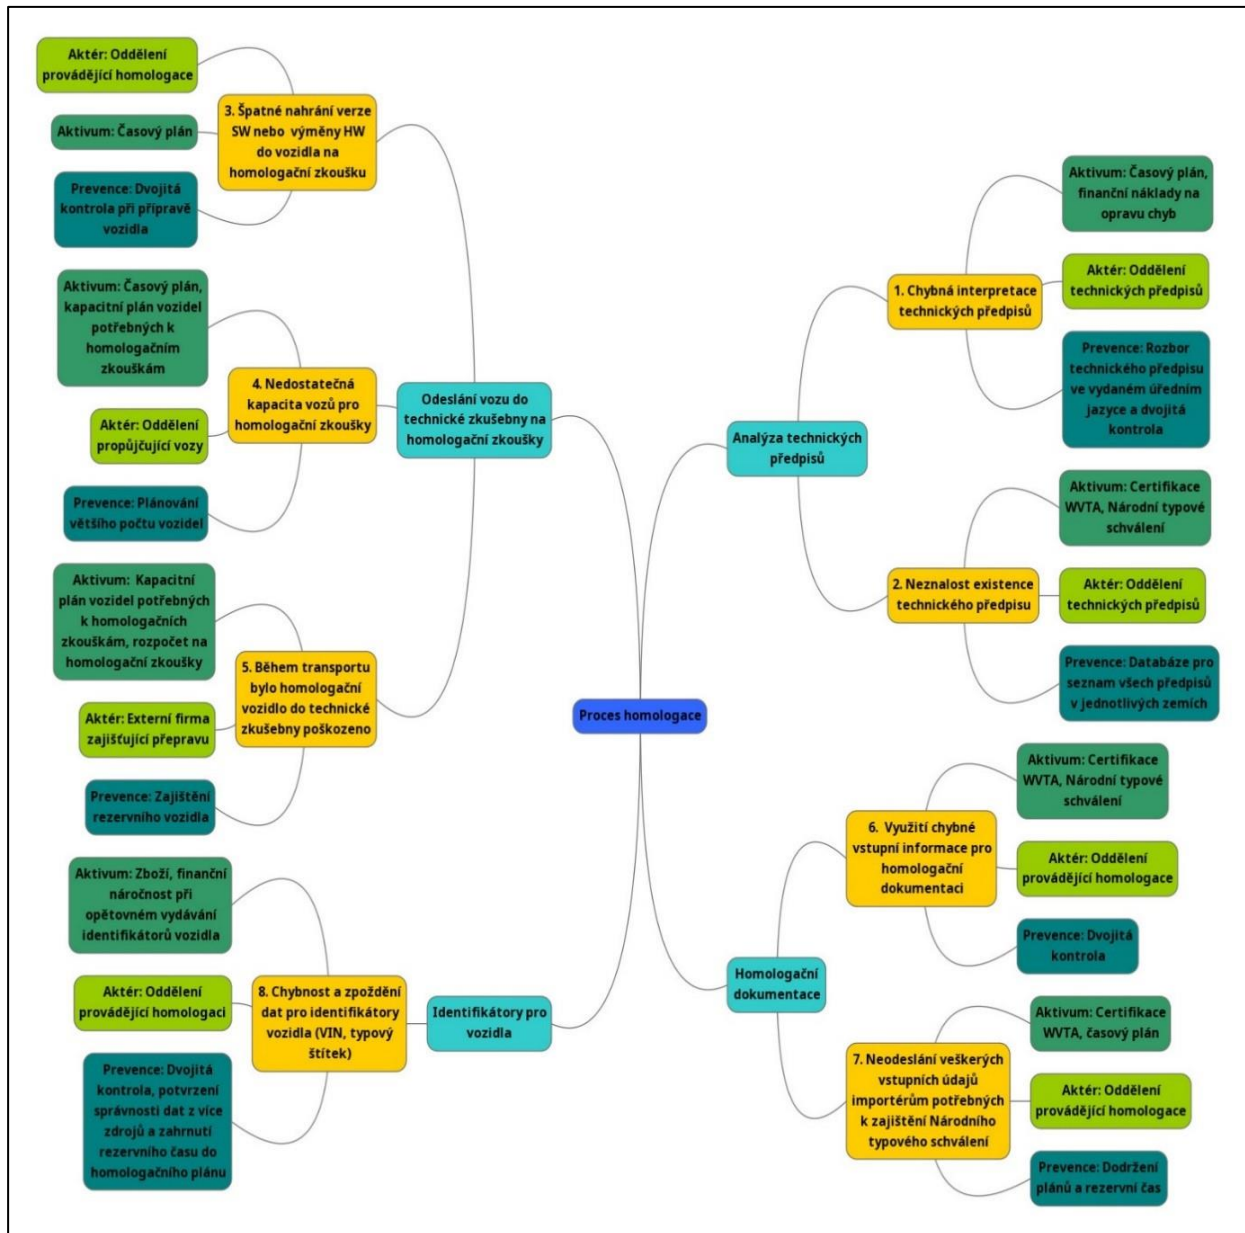 Aktér: Oddělení
provádějící homologace
3. Špatné nahrání verze
SW nebo výměny HW
do vozidla na
homologační zkoušku
Aktivum: Časový plán
Prevence: Dvojitá
kontrola při přípravě
vozidla
Aktivum: Časový plán,
kapacitní plán vozidel
potřebných k
homologačním
zkouškám
4. Nedostatečná
kapacita vozů pro
homologační zkoušky
Aktér: Oddělení
propůjčující vozy
Prevence: Plánování
většího počtu vozidel
Odeslání vozu do
technické zkušebny na
homologační zkoušky
Aktivum: Kapacitní
plán vozidel potřebných
k homologačních
zkouškám, rozpočet na
homologační zkoušky
5. Během transportu
bylo homologační
vozidlo do technické
zkušebny poškozeno
Aktér: Externí firma
zajišťující přepravu
Prevence: Zajištění
rezervního vozidla
Aktivum: Zboží, finanční
náročnost při
opětovném vydávání
identifikátorů vozidla
Aktér: Oddělení
provádějící homologaci
8. Chybnost a zpoždění
dat pro identifikátory
vozidla (VIN, typový
štítek)
Identifikátory pro
vozidla
Prevence: Dvojitá
kontrola, potvrzení
správnosti dat z více
zdrojů a zahrnutí
rezervního času do
homologačního plánu
Proces homologace
Analýza technických
předpisů
1. Chybná interpretace
technických předpisů
Aktivum: Časový plán,
finanční náklady na
opravu chyb
Aktér: Oddělení
technických předpisů
Prevence: Rozbor
technického předpisu
ve vydaném úředním
jazyce a dvojitá
kontrola
2. Neznalost existence
technického předpisu
Aktivum: Certifikace
WVTA, Národní typové
schválení
Aktér: Oddělení
technických předpisů
Prevence: Databáze pro
seznam všech předpisů
v jednotlivých zemích
Homologační
dokumentace
6. Využití chybné
vstupní informace pro
homologační
dokumentaci
Aktivum: Certifikace
WVTA, Národní typové
schválení
Aktér: Oddělení
provádějící homologace
Prevence: Dvojitá
kontrola
7. Neodeslání veškerých
vstupních údajů
importérům potřebných
k zajištění Národního
typového schválení
Aktivum: Certifikace
WVTA, časový plán
Aktér: Oddělení
provádějící homologace
Prevence: Dodržení
plánů a rezervní čas